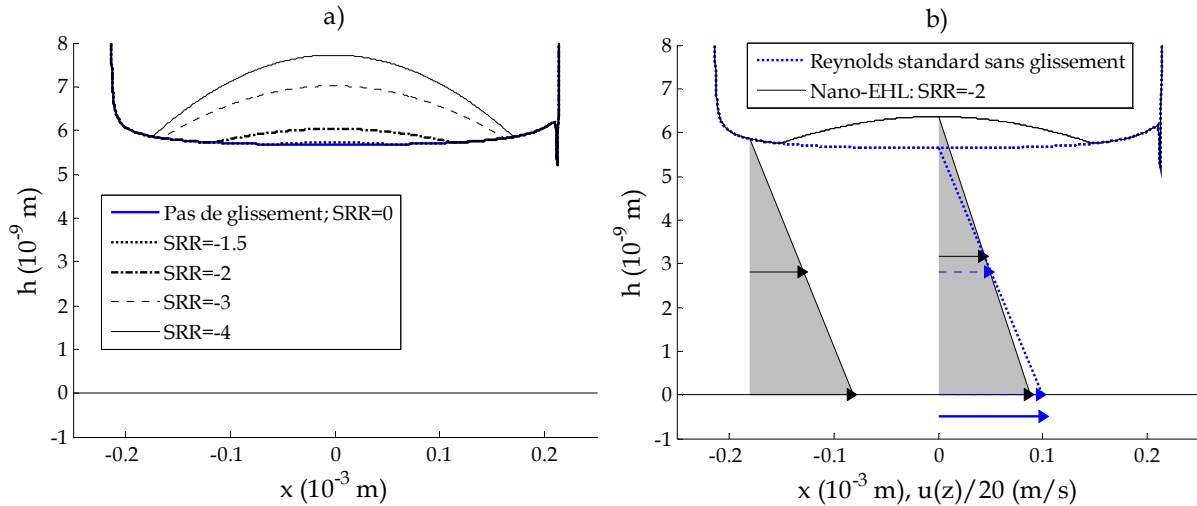 a)
8
7
6
5
4
3
2
1
0
-1
h (10^-9 m)
Pas de glissement; SRR=0
SRR=-1.5
SRR=-2
SRR=-3
SRR=-4
-0.2
-0.1
0
0.1
0.2
x (10^-3 m)
b)
8
7
6
5
4
3
2
1
0
-1
h (10^-9 m)
Reynolds standard sans glissement
Nano-EHL: SRR=-2
-0.2
-0.1
0
0.1
0.2
x (10^-3 m), u(z)/20 (m/s)